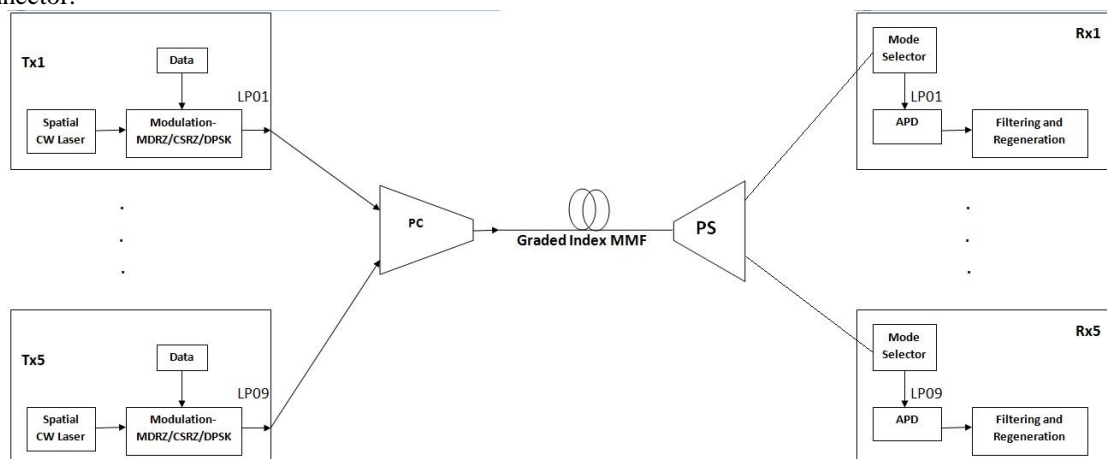 Tx1
Data
LP01
Spatial
CW Laser
Modulation-
MDRZ/CSRZ/DPSK
Tx5
Data
LP09
Spatial
CW Laser
Modulation-
MDRZ/CSRZ/DPSK
PC
Graded Index MMF
PS
Rx1
Mode
Selector
LP01
APD
Filtering and
Regeneration
Rx5
Mode
Selector
LP09
APD
Filtering and
Regeneration